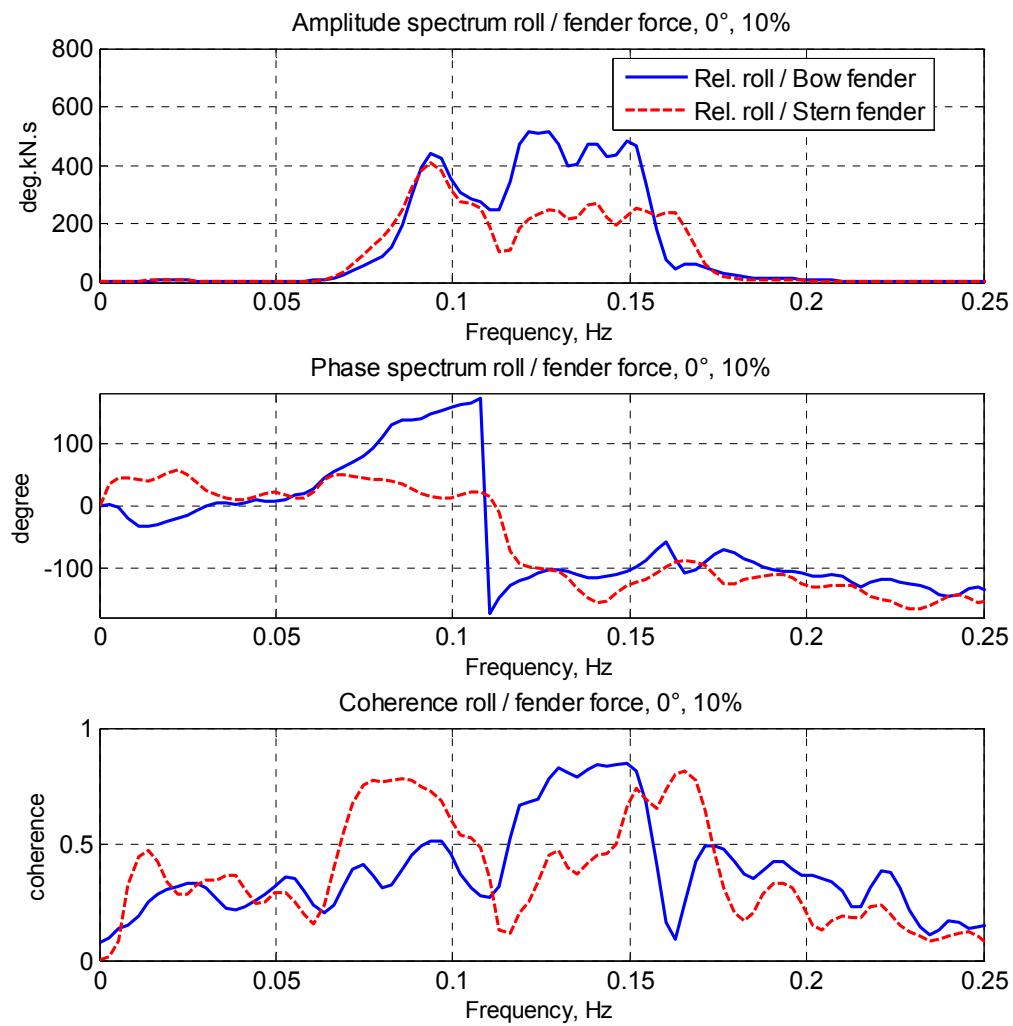 Amplitude spectrum roll / fender force, 0°, 10%
800
600
400
200
0
deg.kN.s
Rel. roll / Bow fender
Rel. roll / Stern fender
0 0.05 0.1 0.15 0.2 0.25
Frequency, Hz
Phase spectrum roll / fender force, 0°, 10%
100
0
-100
degree
0 0.05 0.1 0.15 0.2 0.25
Frequency, Hz
Coherence roll / fender force, 0°, 10%
1
0.5
0
coherence
0 0.05 0.1 0.15 0.2 0.25
Frequency, Hz